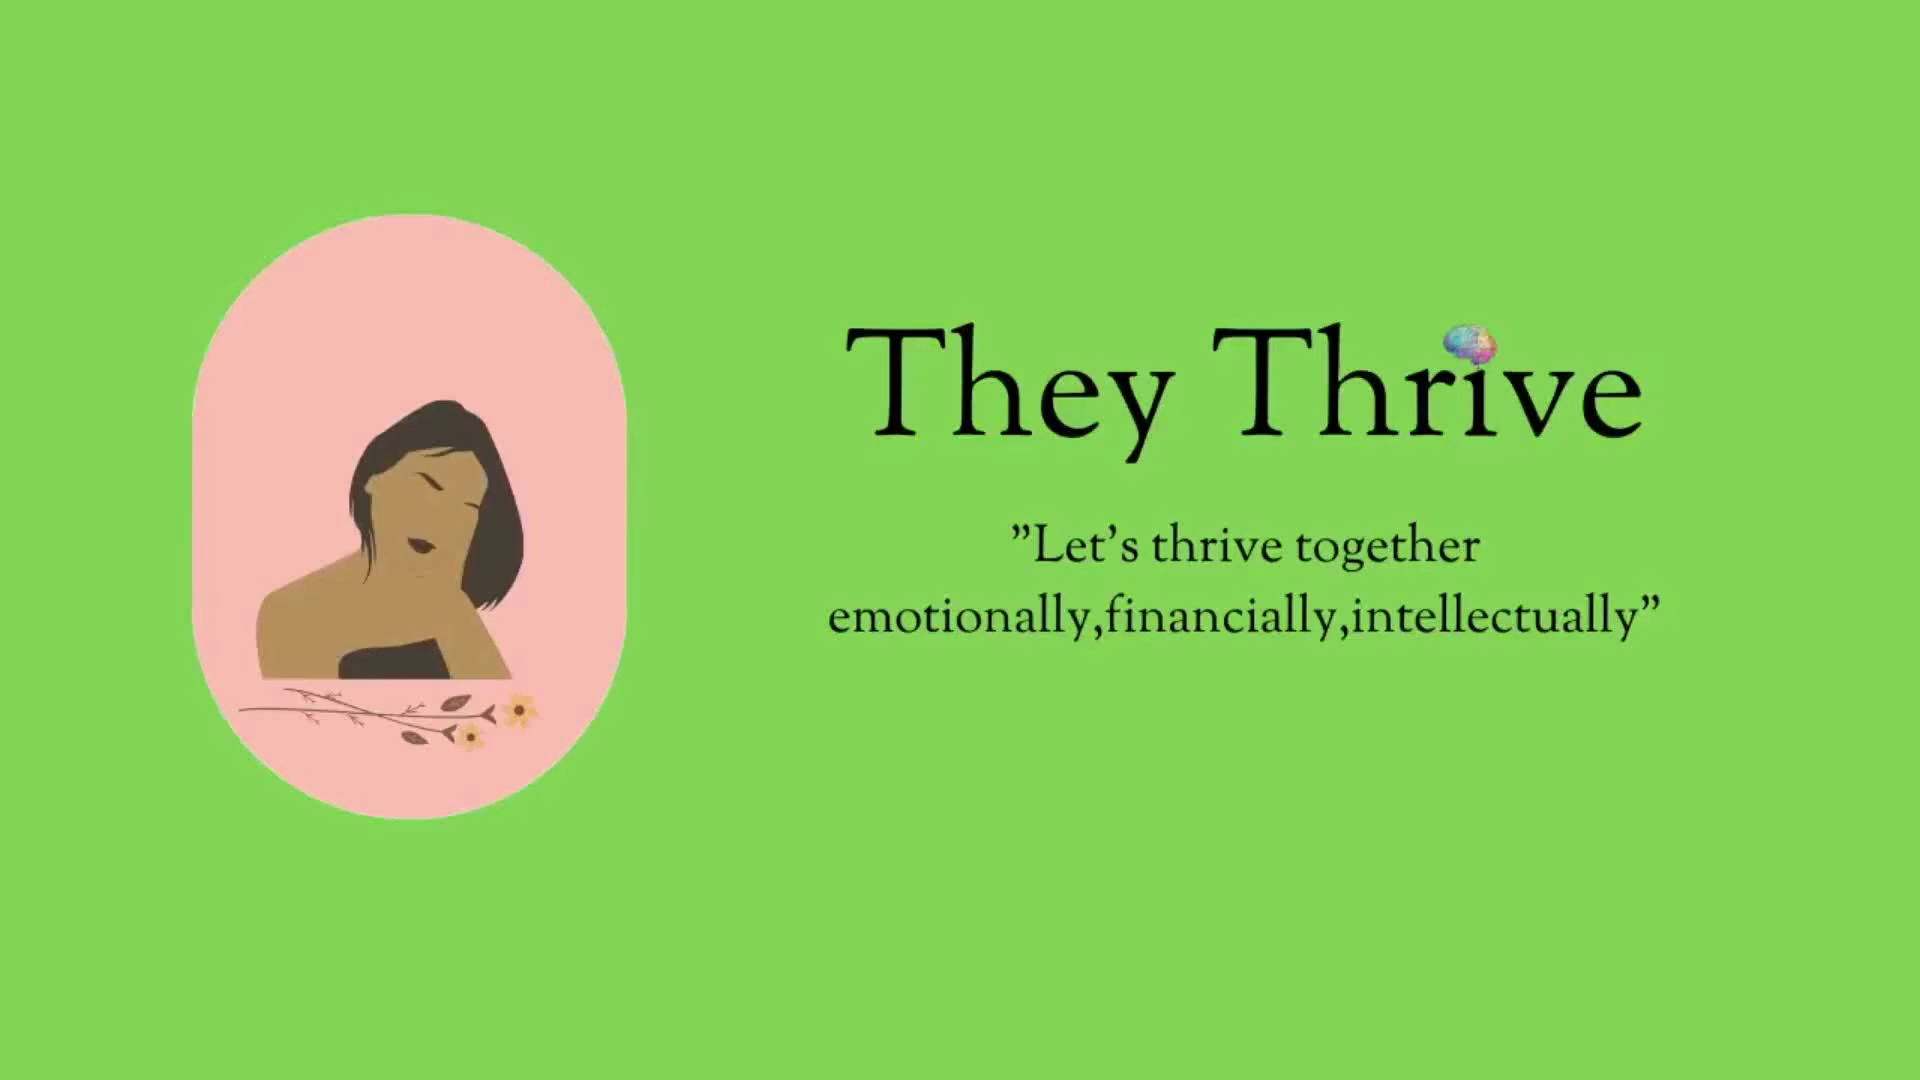 They Thrive
”Let’s thrive together
emotionally,financially,intellectually”